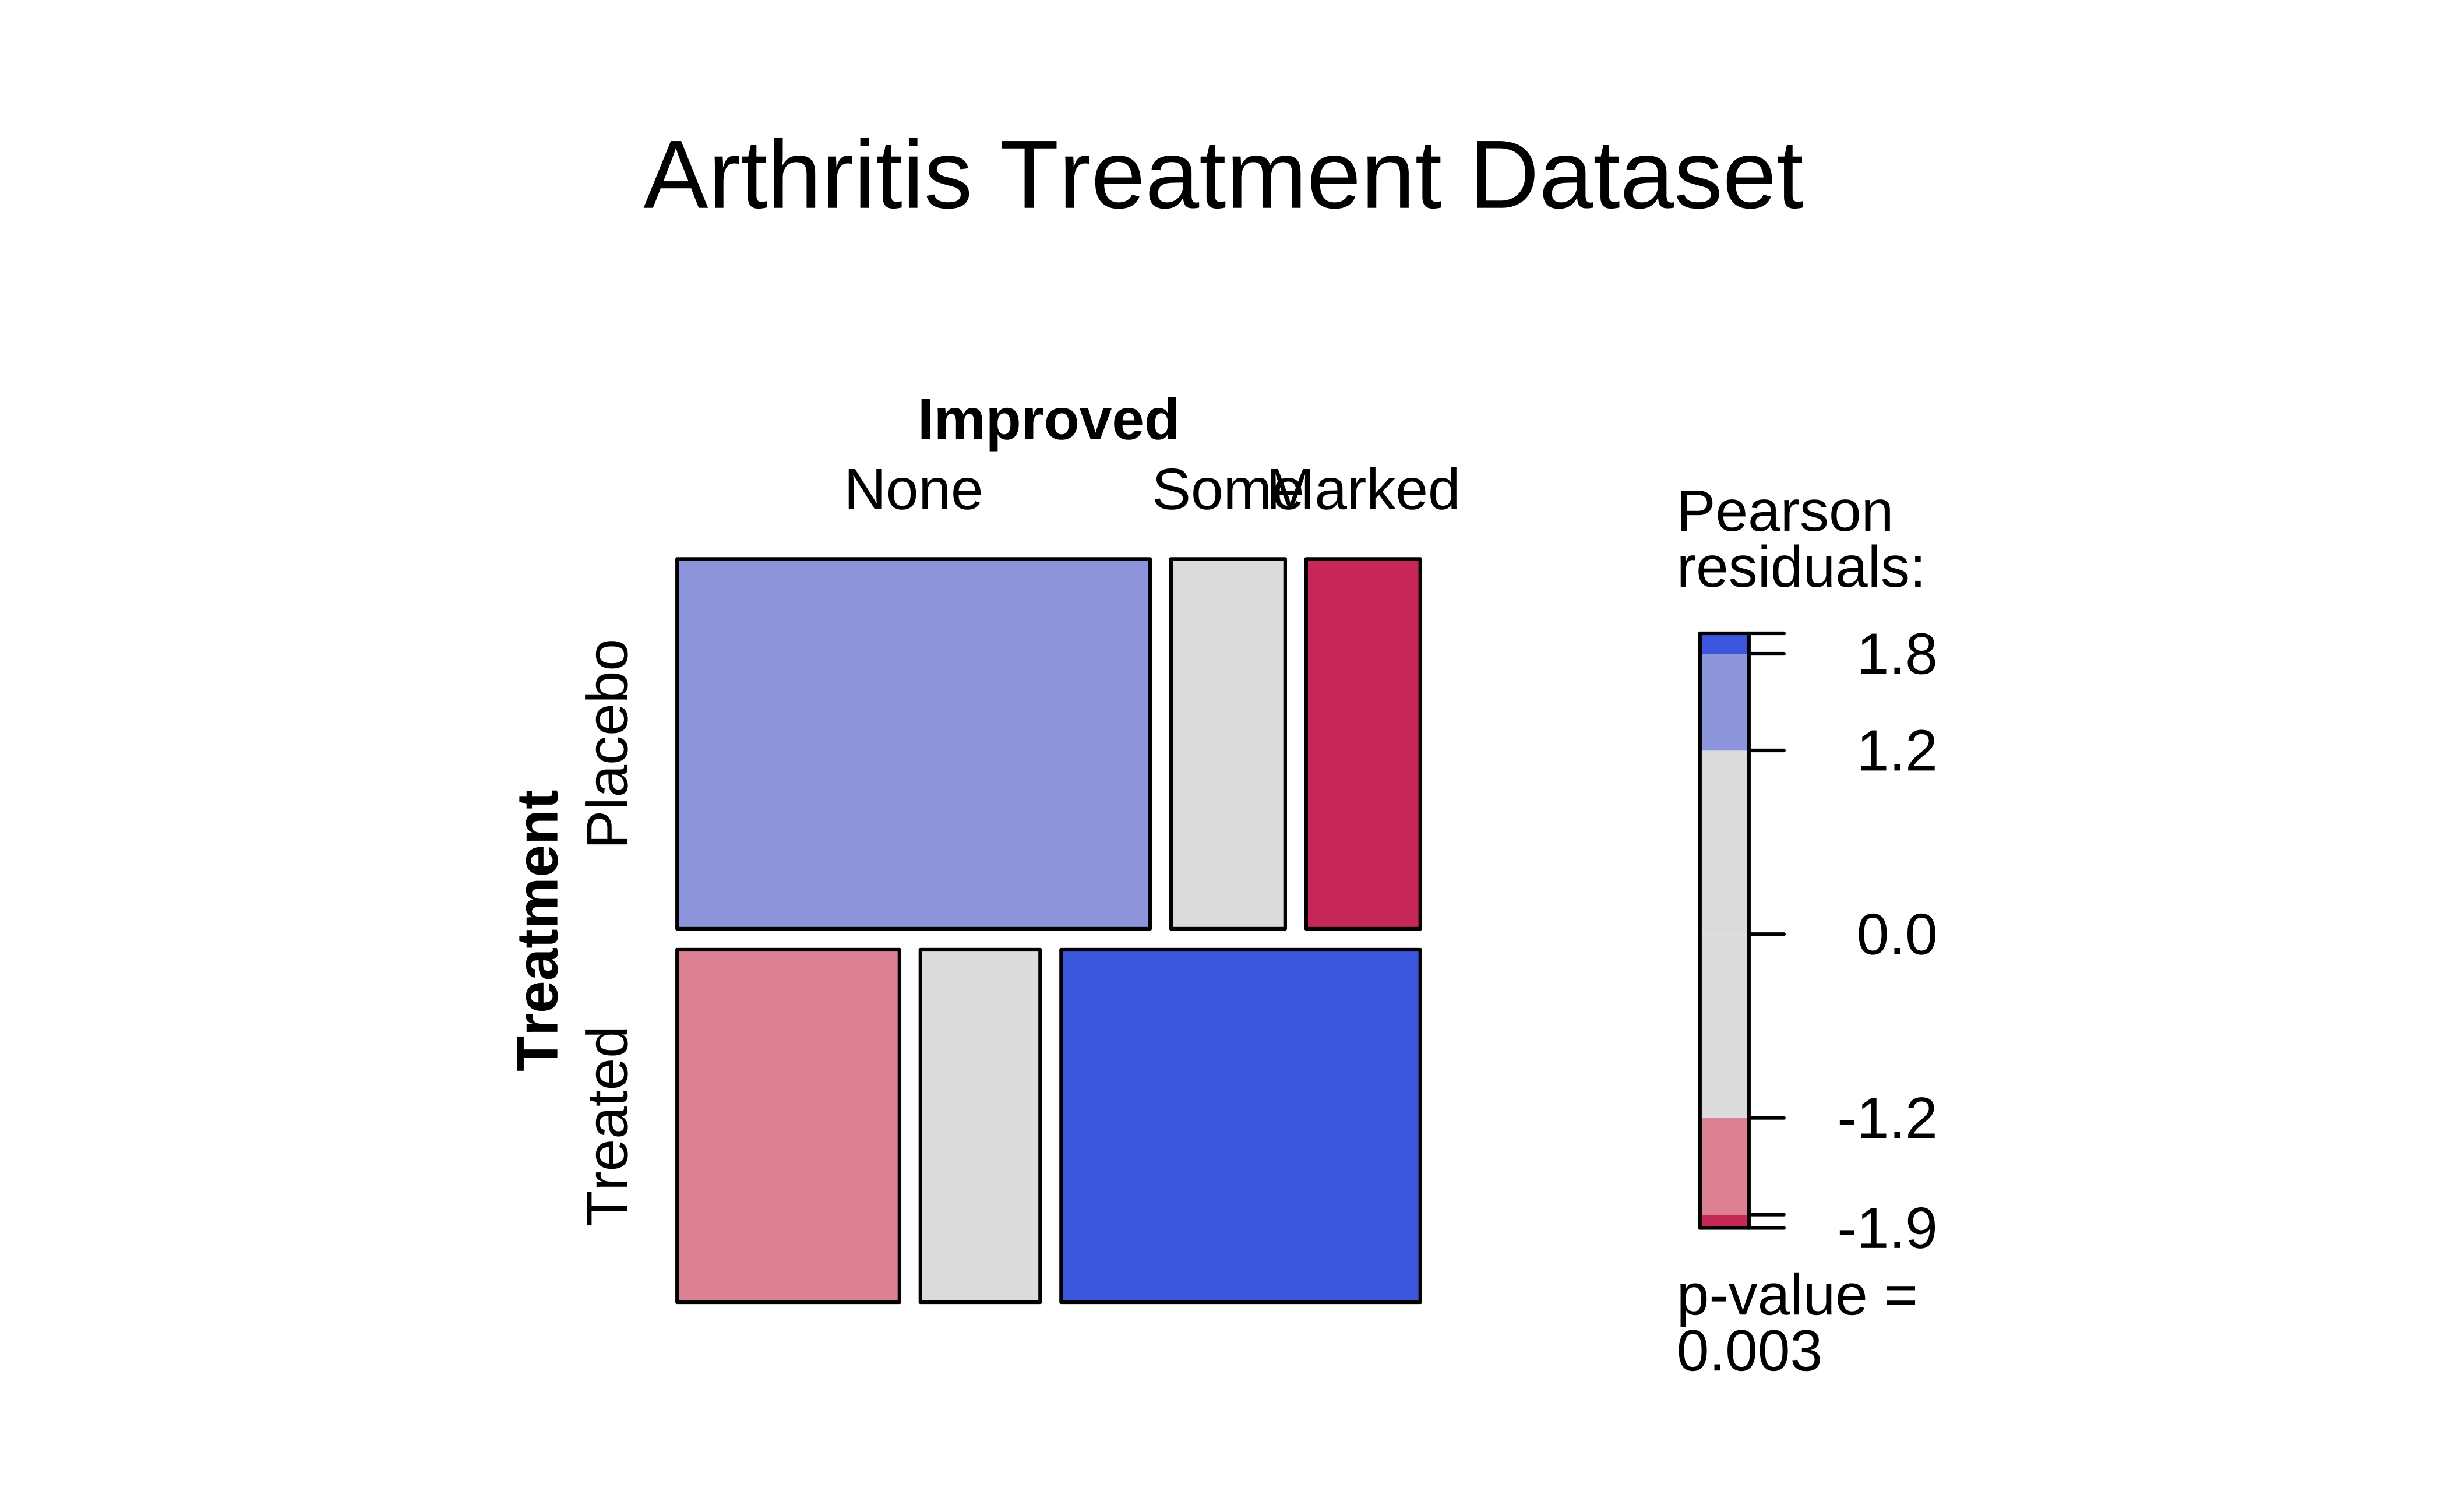 Arthritis Treatment Dataset
Improved
None Some Marked
Treatment
Placebo
Treated
Pearson
residuals:
1.8
1.2
0.0
-1.2
-1.9
p-value =
0.003